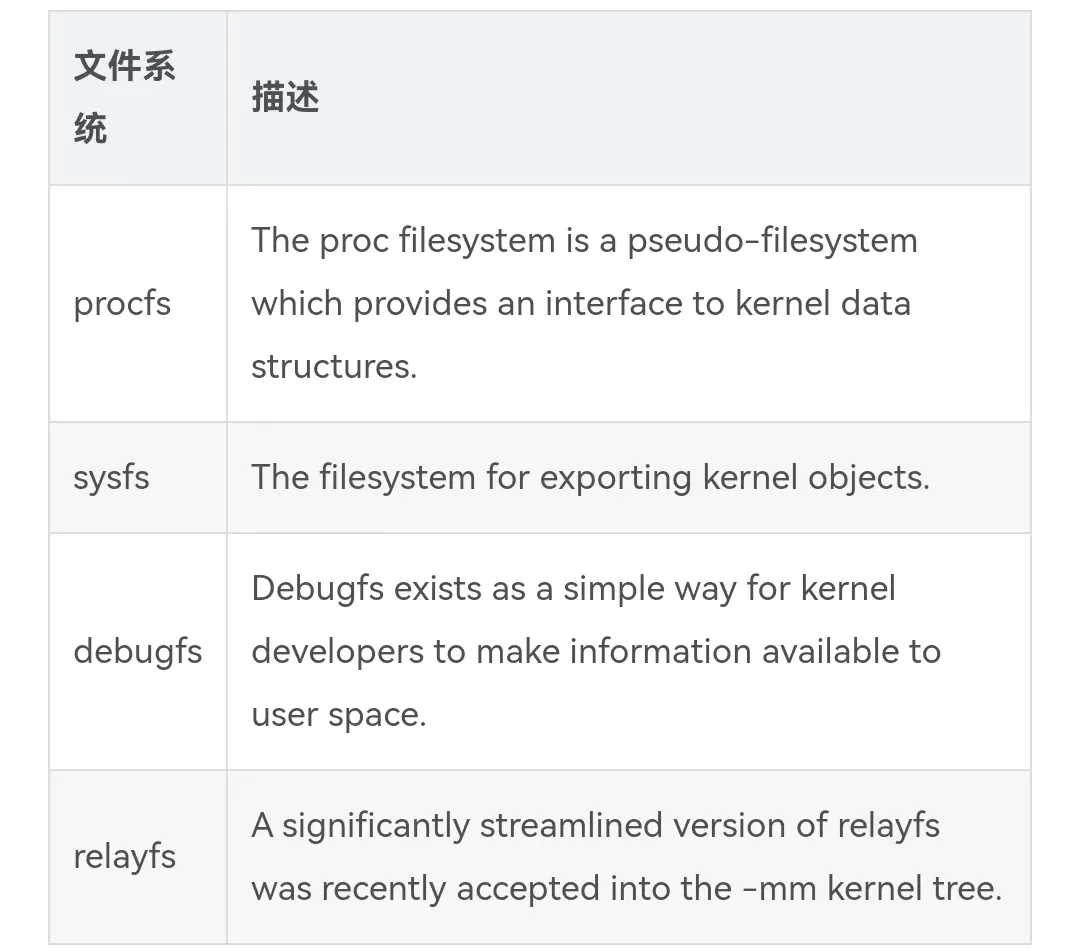 文件系
统
描述
procfs
The proc filesystem is a pseudo-filesystem
which provides an interface to kernel data
structures.
sysfs
The filesystem for exporting kernel objects.
debugfs
Debugfs exists as a simple way for kernel
developers to make information available to
user space.
relayfs
A significantly streamlined version of relayfs
was recently accepted into the -mm kernel tree.